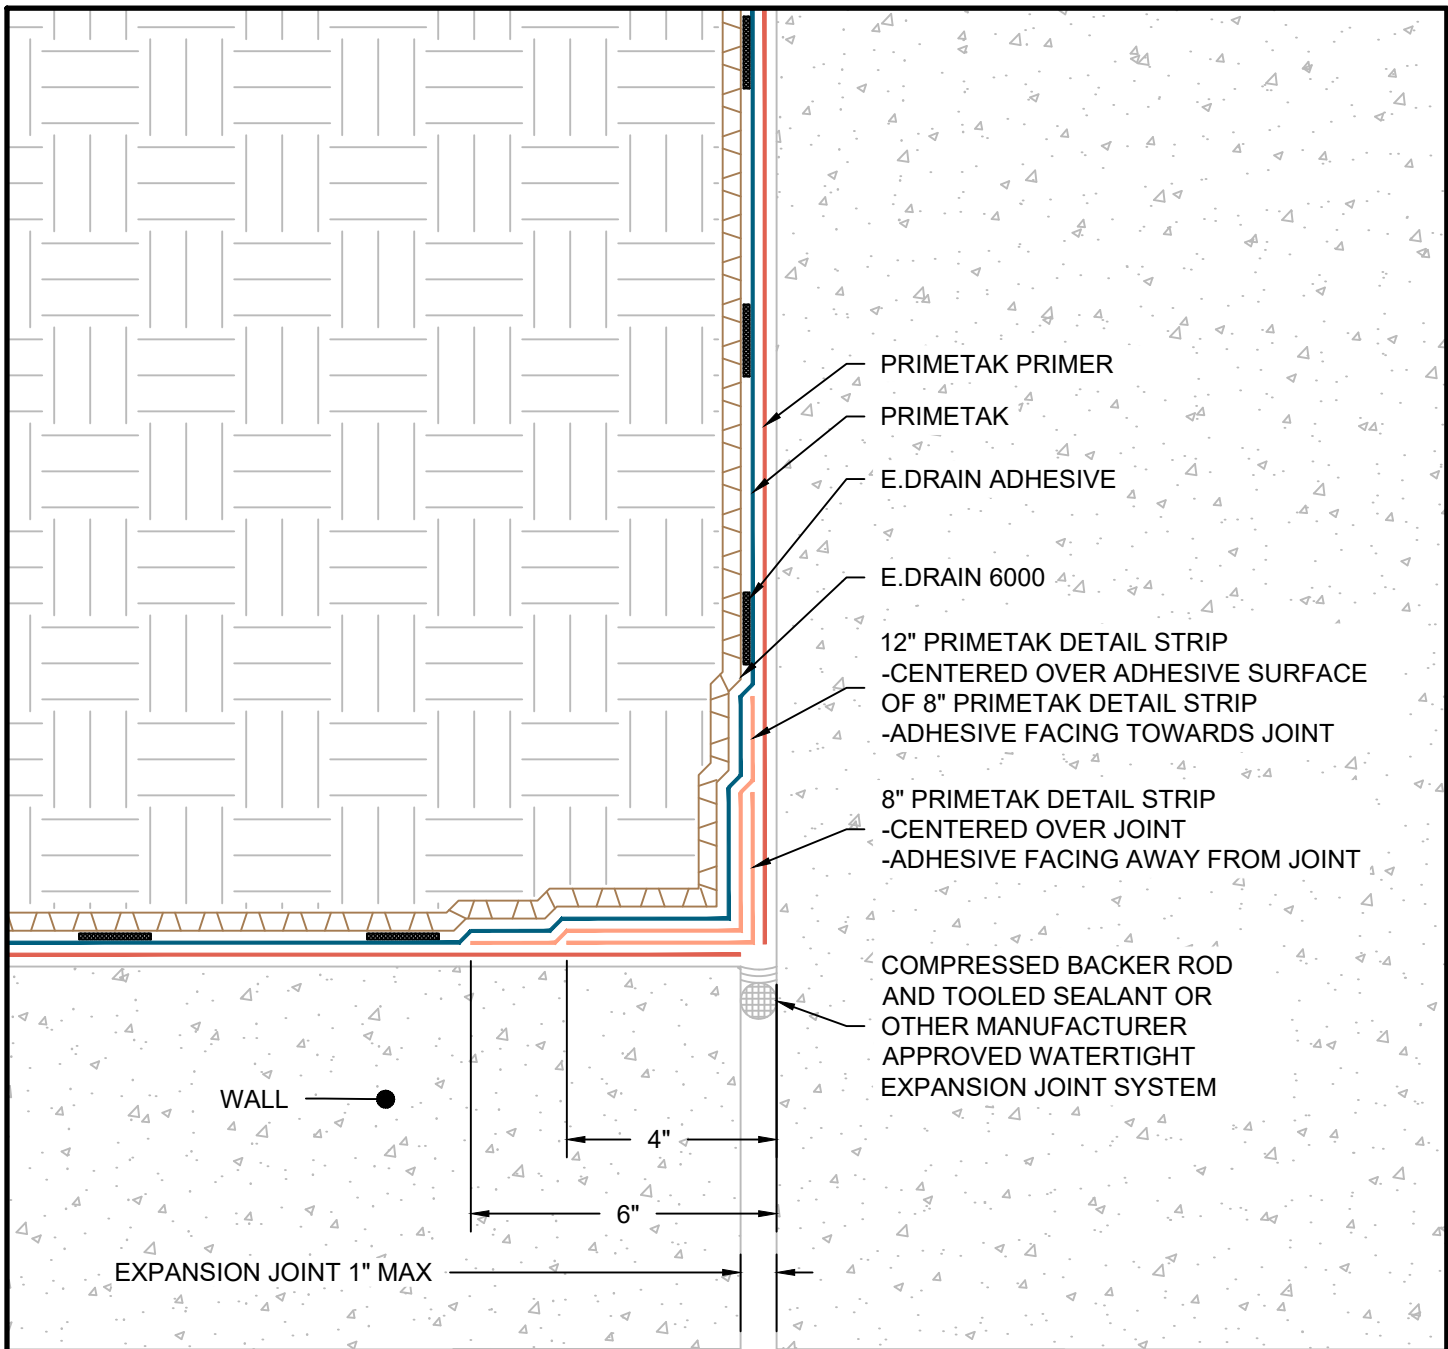 PRIMETAK PRIMER
PRIMETAK
E.DRAIN ADHESIVE
E.DRAIN 6000
12" PRIMETAK DETAIL STRIP
-CENTERED OVER ADHESIVE SURFACE
OF 8" PRIMETAK DETAIL STRIP
-ADHESIVE FACING TOWARDS JOINT
8" PRIMETAK DETAIL STRIP
-CENTERED OVER JOINT
-ADHESIVE FACING AWAY FROM JOINT
COMPRESSED BACKER ROD
AND TOOLED SEALANT OR
OTHER MANUFACTURER
APPROVED WATERTIGHT
EXPANSION JOINT SYSTEM
WALL
4"
6"
EXPANSION JOINT 1" MAX